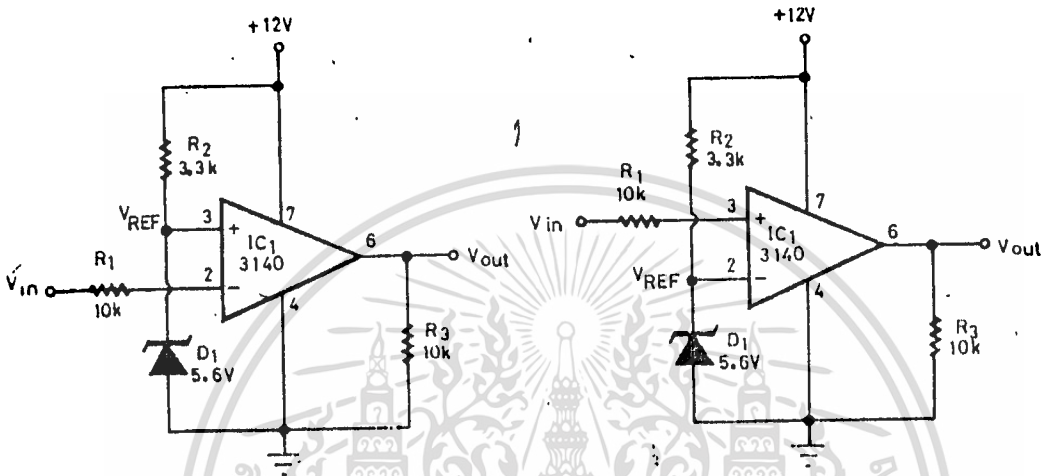 +12V
R2
3.3k
VREF
3
+
7
IC1
3140
6
Vout
R1
10k
Vin
2
−
4
R3
10k
D1
5.6V
+12V
R2
3.3k
R1
10k
Vin
3
+
7
IC1
3140
6
Vout
VREF
2
−
4
R3
10k
D1
5.6V